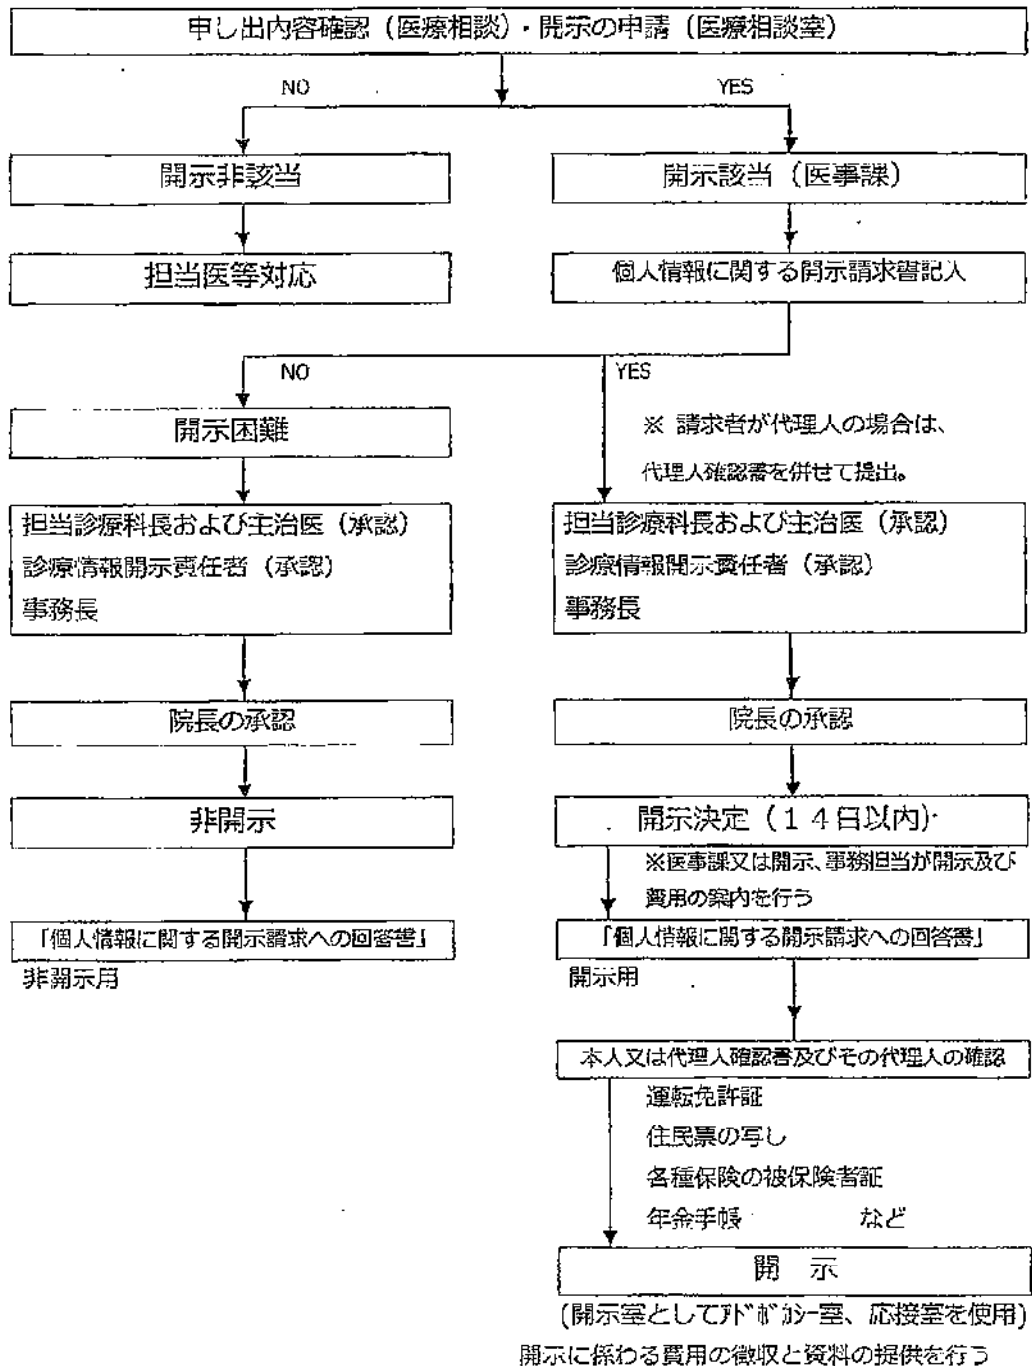 申し出内容確認（医療相談）・開示の申請（医療相談室）
NO
YES
開示非該当
開示該当（医事課）
担当医等対応
個人情報に関する開示請求書記入
NO
YES
開示困難
※ 請求者が代理人の場合は、
代理人確認書を併せて提出。
担当診療科長および主治医（承認）
診療情報開示責任者（承認）
事務長
担当診療科長および主治医（承認）
診療情報開示責任者（承認）
事務長
院長の承認
院長の承認
非開示
開示決定（１４日以内）
※医事課又は開示、事務担当が開示及び
費用の案内を行う
「個人情報に関する開示請求への回答書」
非開示用
「個人情報に関する開示請求への回答書」
開示用
本人又は代理人確認書及びその代理人の確認
運転免許証
住民票の写し
各種保険の被保険者証
年金手帳　　　　など
開　示
(開示室としてｱﾄﾞﾎﾞｶｼｰ室、応接室を使用)
開示に係わる費用の徴収と資料の提供を行う